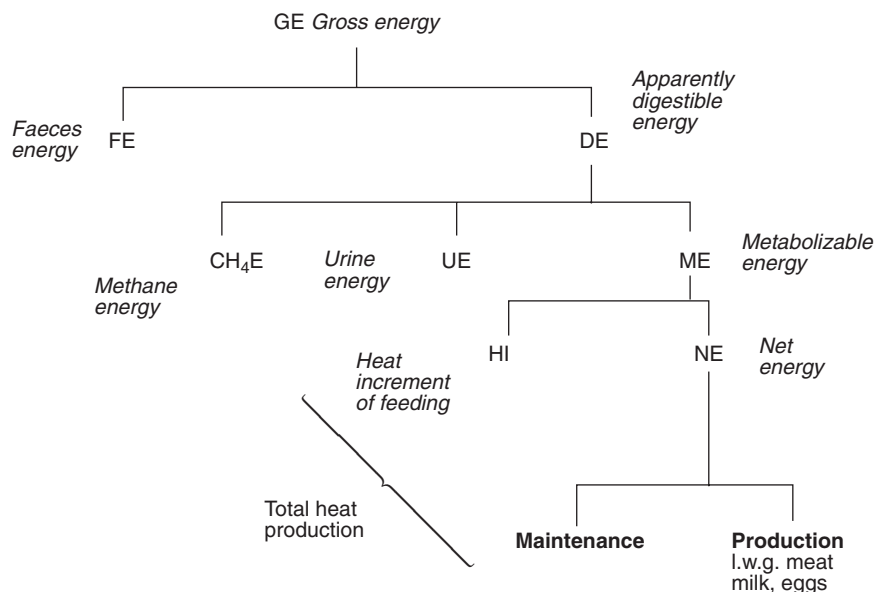 GE Gross energy
Apparently
digestible
energy
Faeces
energy
FE
DE
Methane
energy
CH₄E
Urine
energy
UE
ME
Metabolizable
energy
Heat
increment
of feeding
HI
NE
Net
energy
Total heat
production
Maintenance
Production
l.w.g. meat
milk, eggs